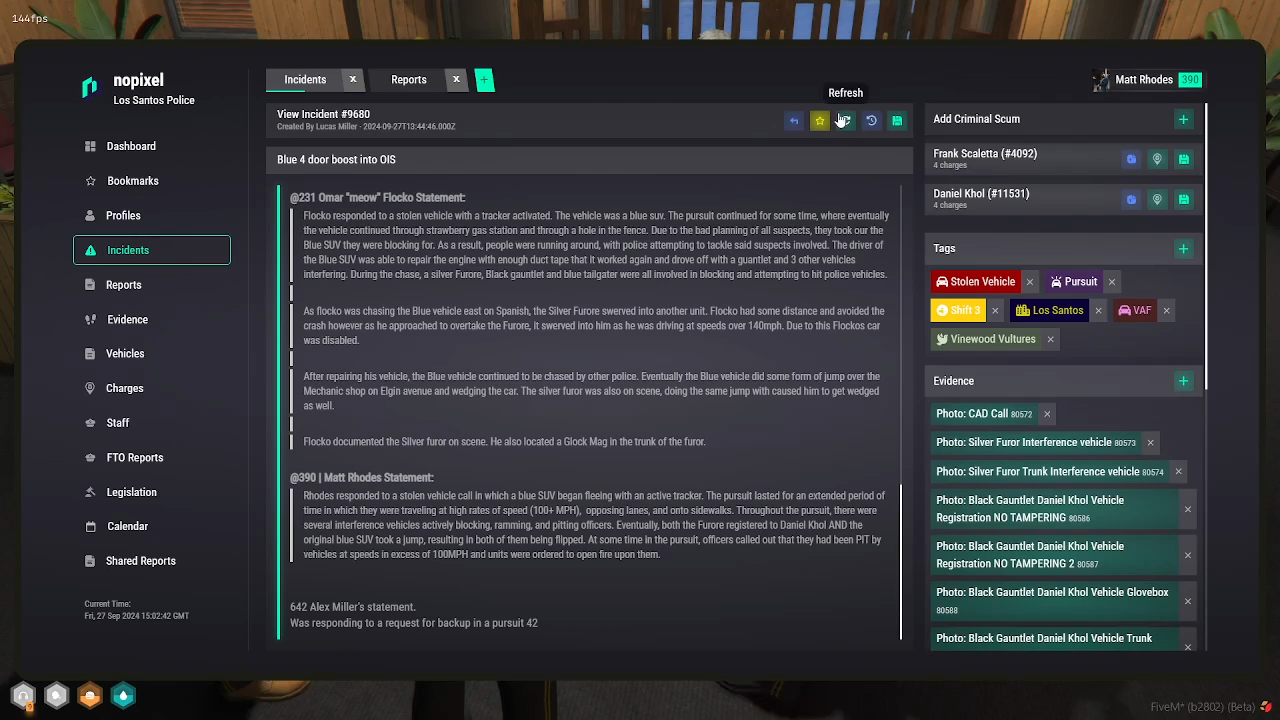 144fps
nopixel
Los Santos Police
Dashboard
Bookmarks
Profiles
Incidents
Reports
Evidence
Vehicles
Charges
Staff
FTO Reports
Legislation
Calendar
Shared Reports
Current Time:
Fri, 27 Sep 2024 15:02:42 GMT
Incidents x
Reports x
+
Matt Rhodes 390
Refresh
View Incident #9680
Created By Lucas Miller - 2024-09-27T13:44:46.000Z
Blue 4 door boost into OIS
@231 Omar "meow" Flocko Statement:
Flocko responded to a stolen vehicle with a tracker activated. The vehicle was a blue suv. The pursuit continued for some time, where eventually
the vehicle continued through strawberry gas station and through a hole in the fence. Due to the bad planning of all suspects, they took our the
Blue SUV they were blocking for. As a result, people were running around, with police attempting to tackle said suspects involved. The driver of
the Blue SUV was able to repair the engine with enough duct tape that it worked again and drove off with a guantlet and 3 other vehicles
interfering. During the chase, a silver Furore, Black gauntlet and blue tailgater were all involved in blocking and attempting to hit police vehicles.
As flocko was chasing the Blue vehicle east on Spanish, the Silver Furore swerved into another unit. Flocko had some distance and avoided the
crash however as he approached to overtake the Furore, it swerved into him as he was driving at speeds over 140mph. Due to this Flockos car
was disabled.
After repairing his vehicle, the Blue vehicle continued to be chased by other police. Eventually the Blue vehicle did some form of jump over the
Mechanic shop on Elgin avenue and wedging the car. The silver furor was also on scene, doing the same jump with caused him to get wedged
as well.
Flocko documented the Silver furor on scene. He also located a Glock Mag in the trunk of the furor.
@390 | Matt Rhodes Statement:
Rhodes responded to a stolen vehicle call in which a blue SUV began fleeing with an active tracker. The pursuit lasted for an extended period of
time in which they were traveling at high rates of speed (100+ MPH), opposing lanes, and onto sidewalks. Throughout the pursuit, there were
several interference vehicles actively blocking, ramming, and pitting officers. Eventually, both the Furore registered to Daniel Khol AND the
original blue SUV took a jump, resulting in both of them being flipped. At some time in the pursuit, officers called out that they had been PIT by
vehicles at speeds in excess of 100MPH and units were ordered to open fire upon them.
642 Alex Miller's statement.
Was responding to a request for backup in a pursuit 42
Add Criminal Scum +
Frank Scaletta (#4092)
4 charges
Daniel Khol (#11531)
4 charges
Tags +
Stolen Vehicle x Pursuit x
Shift 3 x Los Santos x VAF x
Vinewood Vultures x
Evidence +
Photo: CAD Call 80572 x
Photo: Silver Furor Interference vehicle 80573 x
Photo: Silver Furor Trunk Interference vehicle 80574 x
Photo: Black Gauntlet Daniel Khol Vehicle
Registration NO TAMPERING 80586 x
Photo: Black Gauntlet Daniel Khol Vehicle
Registration NO TAMPERING 2 80587 x
Photo: Black Gauntlet Daniel Khol Vehicle Glovebox
80588 x
Photo: Black Gauntlet Daniel Khol Vehicle Trunk x
FiveM* (b2802) (Beta)